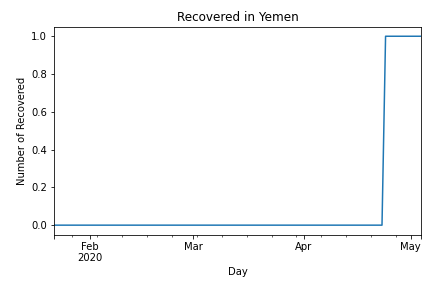 Recovered in Yemen
1.0
0.8
0.6
0.4
0.2
0.0
Number of Recovered
Feb
2020
Mar
Apr
May
Day